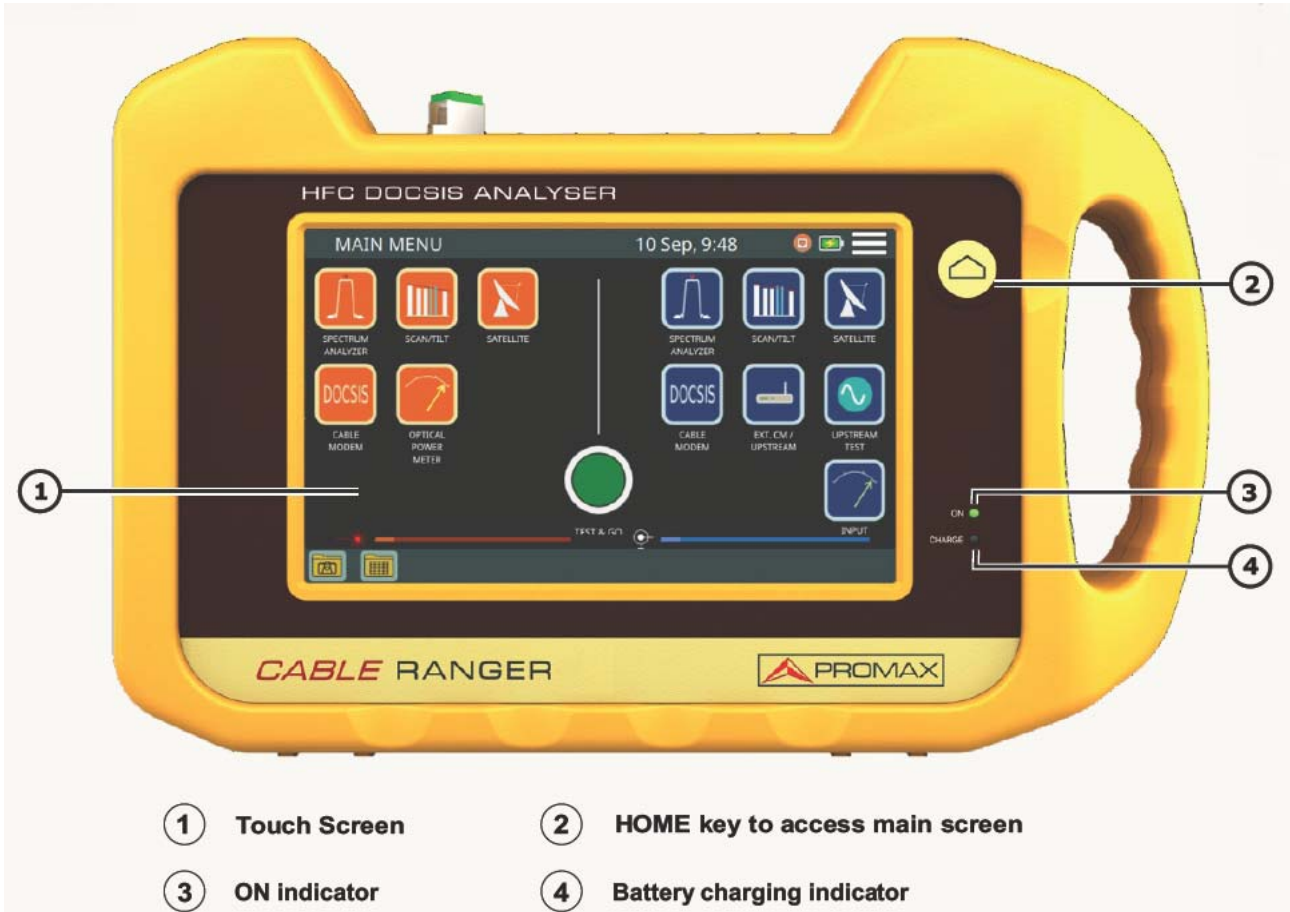 HFC DOCSIS ANALYSER
MAIN MENU 10 Sep, 9:48
SPECTRUM
ANALYZER
SCAN/TILT
SATELLITE
SPECTRUM
ANALYZER
SCAN/TILT
SATELLITE
DOCSIS
CABLE
MODEM
OPTICAL
POWER
METER
DOCSIS
CABLE
MODEM
EXT. CM /
UPSTREAM
UPSTREAM
TEST
TEST & GO
INPUT
2
1
3
ON
CHARGE
4
CABLE RANGER
PROMAX
1 Touch Screen
2 HOME key to access main screen
3 ON indicator
4 Battery charging indicator